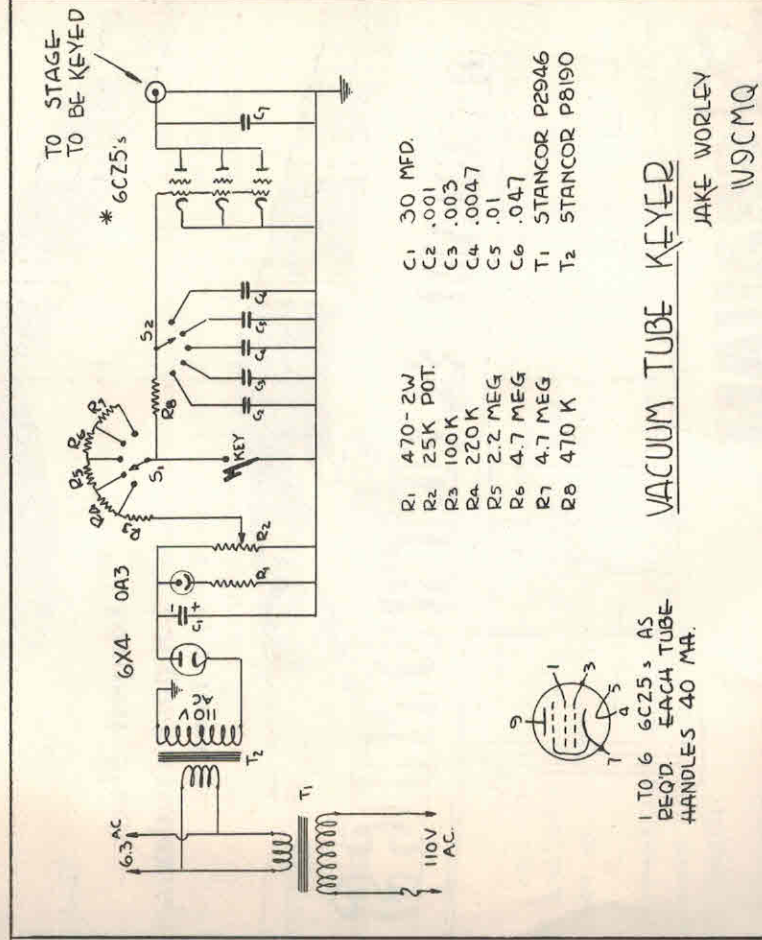 TO STAGE
TO BE KEYED
* 6CZ5's
6.3 AC
110V
AC
T2
6X4
0A3
C1
R1
R2
R3
R4
R5
R6
R7
S1
KEY
R8
S2
C2
C3
C4
C5
C7
T1
110V
AC.
R1 470-2W
R2 25K POT.
R3 100K
R4 220K
R5 2.2 MEG
R6 4.7 MEG
R7 4.7 MEG
R8 470 K
C1 30 MFD.
C2 .001
C3 .003
C4 .0047
C5 .01
C6 .047
T1 STANCOR P2946
T2 STANCOR P8190
9
1
3
5
4
7
1 TO 6 6CZ5s AS
REQ'D. EACH TUBE
HANDLES 40 MA.
VACUUM TUBE KEYER
JAKE WORLEY
W9CMQ